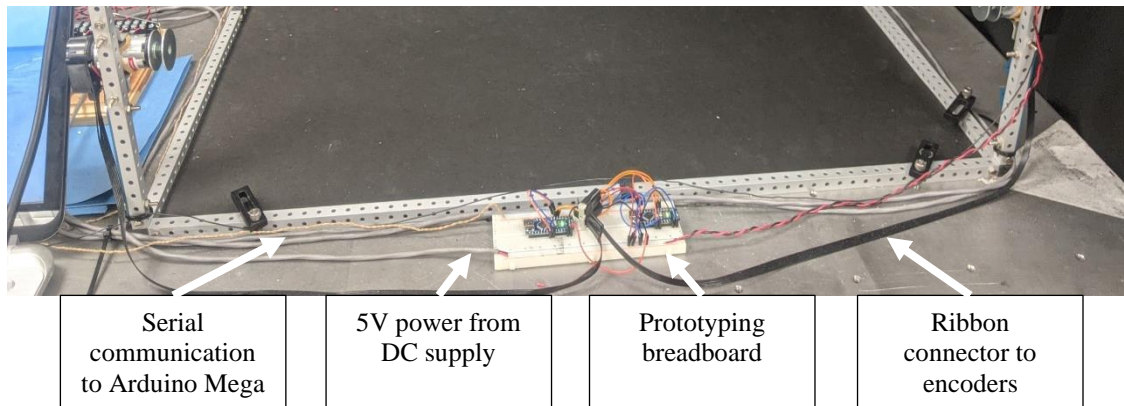 Serial
communication
to Arduino Mega
5V power from
DC supply
Prototyping
breadboard
Ribbon
connector to
encoders